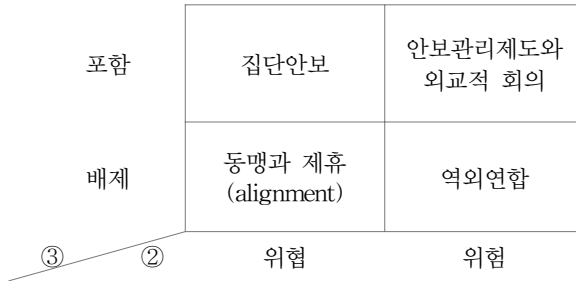 포함
집단안보
안보관리제도와
외교적 회의
배제
동맹과 제휴
(alignment)
역외연합
③
②
위협
위험